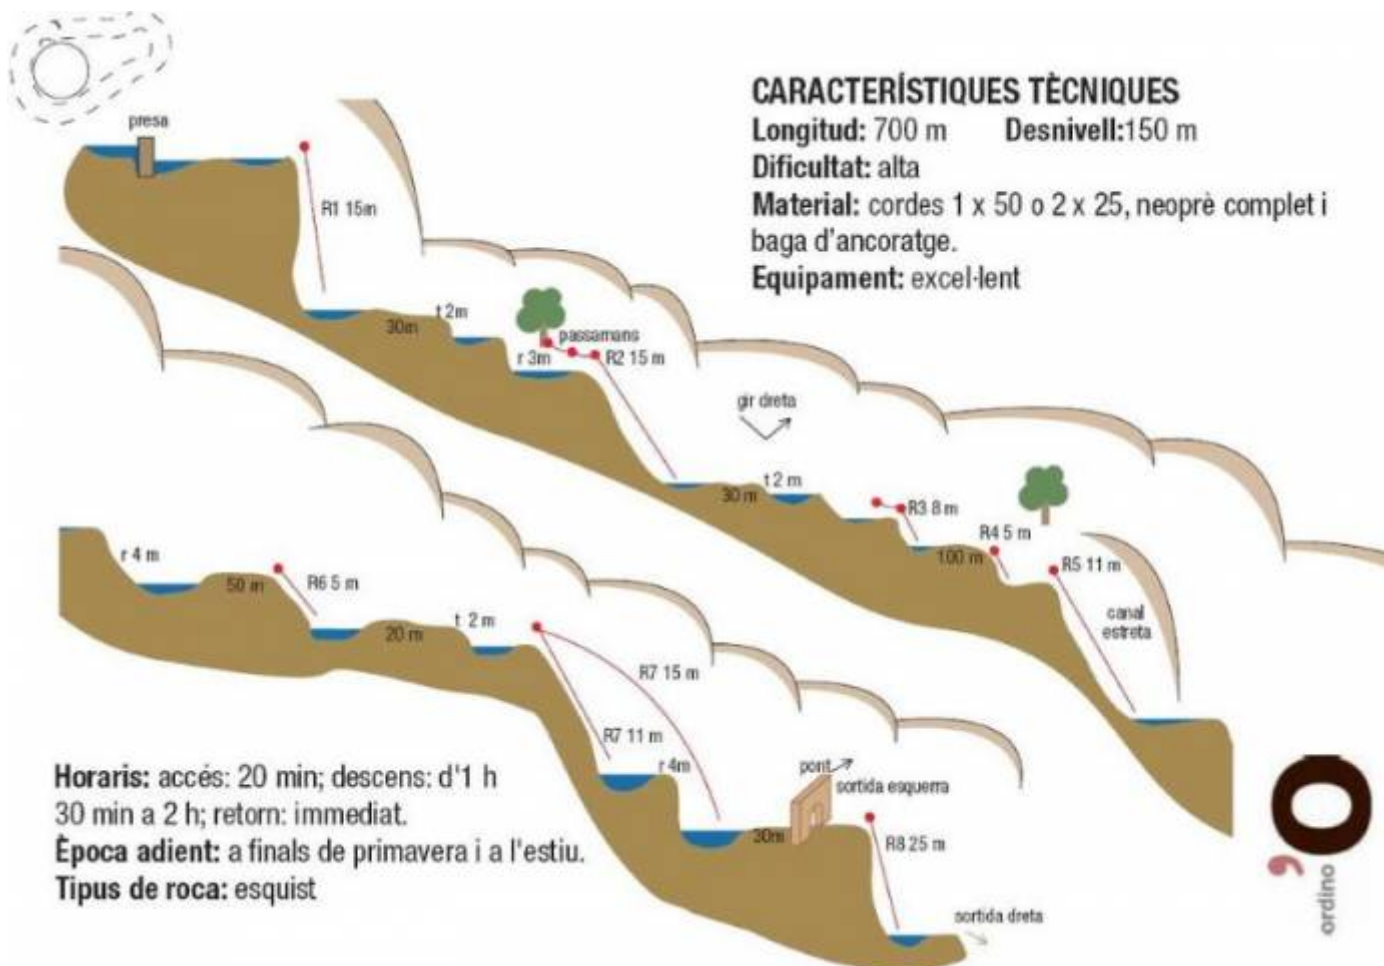 presa
CARACTERÍSTIQUES TÈCNIQUES
Longitud: 700 m Desnivell:150 m
Dificultat: alta
Material: cordes 1 x 50 o 2 x 25, neoprè complet i
baga d'ancoratge.
Equipament: excel·lent
R1 15m
30m
t 2m
r 3m
passamans
R2 15 m
gir dreta
30 m
t 2 m
R3 8 m
100 m
R4 5 m
R5 11 m
canal
estreta
r 4 m
50 m
R6 5 m
20 m
t 2 m
R7 15 m
R7 11 m
r 4m
30m
pont
sortida esquerra
R8 25 m
sortida dreta
Horaris: accés: 20 min; descens: d'1 h
30 min a 2 h; retorn: immediat.
Època adient: a finals de primavera i a l'estiu.
Tipus de roca: esquist
ordino